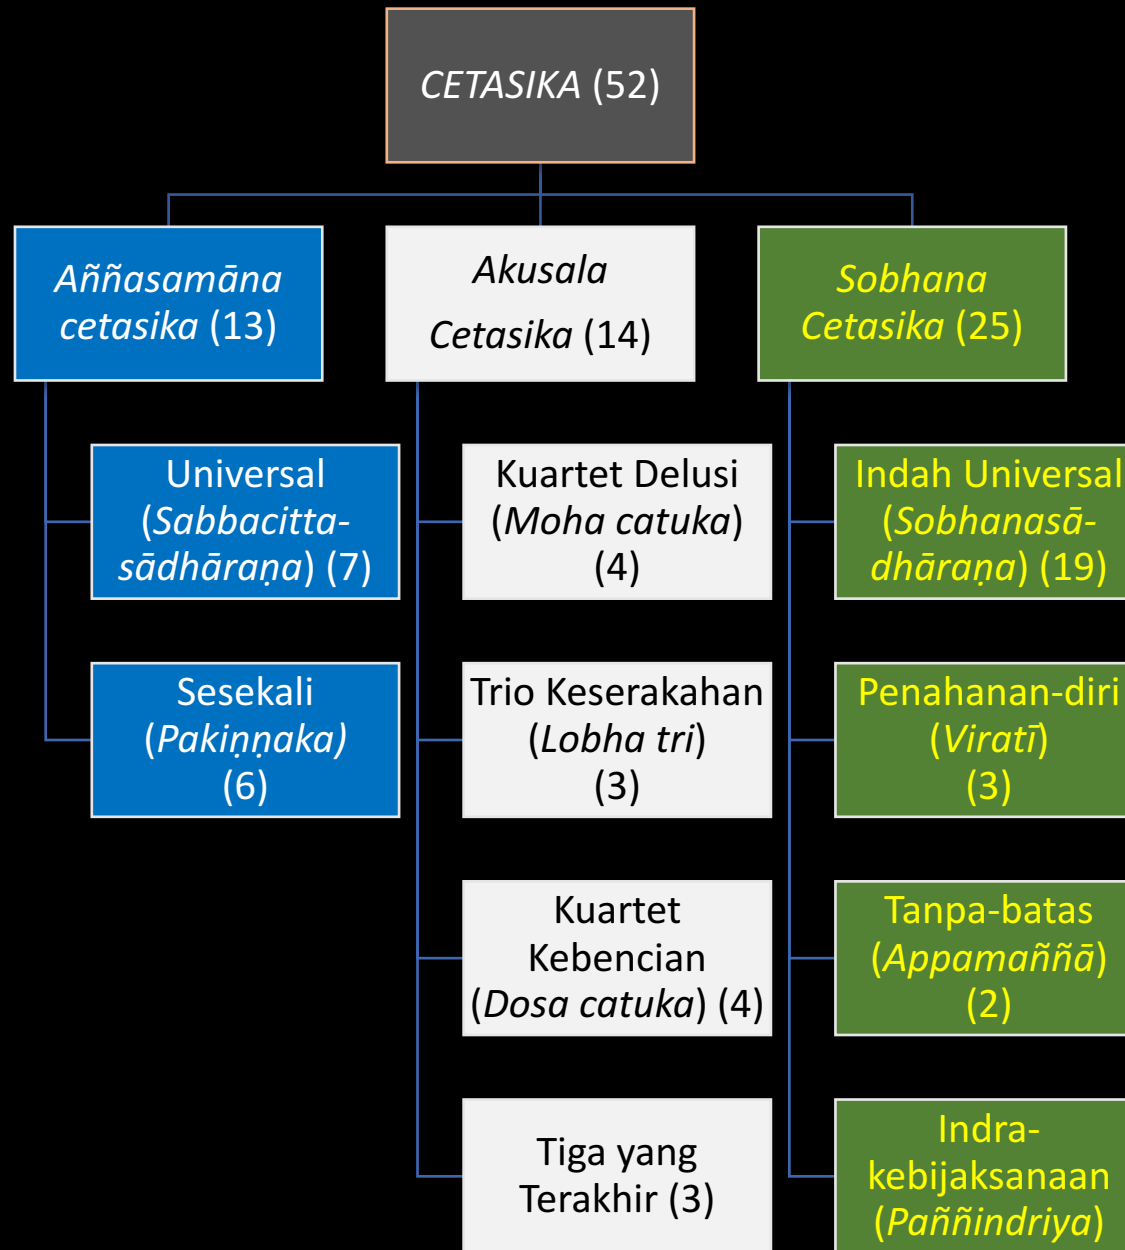 CETASIKA (52)
Aññasamāna
cetasika (13)
Universal
(Sabbacitta-
sādhāraṇa) (7)
Sesekali
(Pakiṇṇaka)
(6)
Akusala
Cetasika (14)
Kuartet Delusi
(Moha catuka)
(4)
Trio Keserakahan
(Lobha tri)
(3)
Kuartet
Kebencian
(Dosa catuka) (4)
Tiga yang
Terakhir (3)
Sobhana
Cetasika (25)
Indah Universal
(Sobhanasā-
dhāraṇa) (19)
Penahanan-diri
(Viratī)
(3)
Tanpa-batas
(Appamaññā)
(2)
Indra-
kebijaksanaan
(Paññindriya)